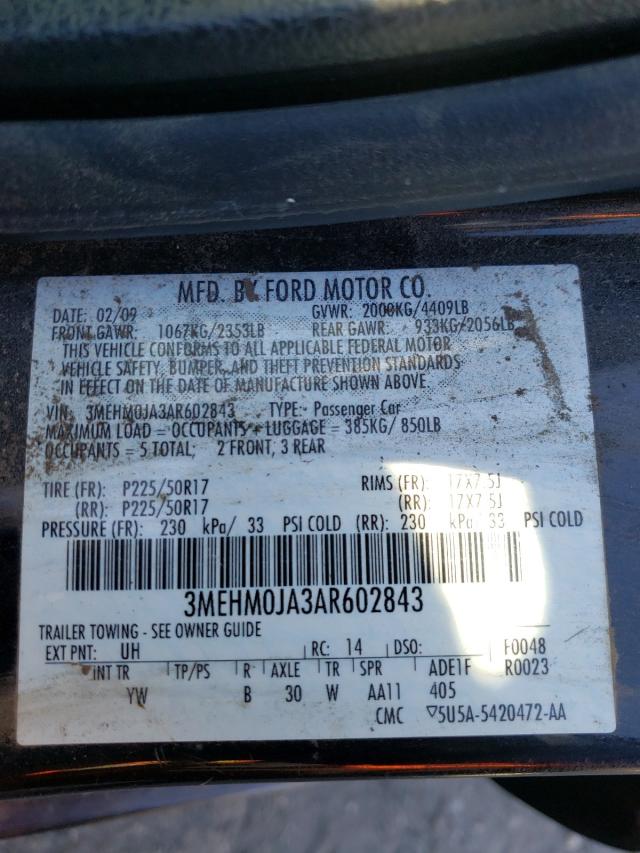 MFD. BY FORD MOTOR CO.
DATE: 02/09 GVWR: 2000KG/4409LB
FRONT GAWR: 1067KG/2353LB REAR GAWR: 933KG/2056LB
THIS VEHICLE CONFORMS TO ALL APPLICABLE FEDERAL MOTOR
VEHICLE SAFETY, BUMPER, AND THEFT PREVENTION STANDARDS
IN EFFECT ON THE DATE OF MANUFACTURE SHOWN ABOVE.
VIN: 3MEHM0JA3AR602843 TYPE: Passenger Car
MAXIMUM LOAD = OCCUPANTS + LUGGAGE = 385KG/ 850LB
OCCUPANTS = 5 TOTAL; 2 FRONT, 3 REAR
TIRE (FR): P225/50R17 RIMS (FR): 17X7.5J
(RR): P225/50R17 (RR): 17X7.5J
PRESSURE (FR): 230 kPa/ 33 PSI COLD (RR): 230 kPa/ 33 PSI COLD
3MEHM0JA3AR602843
TRAILER TOWING - SEE OWNER GUIDE
EXT PNT: UH RC: 14 DSO: F0048
INT TR TP/PS R AXLE TR SPR ADE1F R0023
YW B 30 W AA11 405
CMC ▽5U5A-5420472-AA